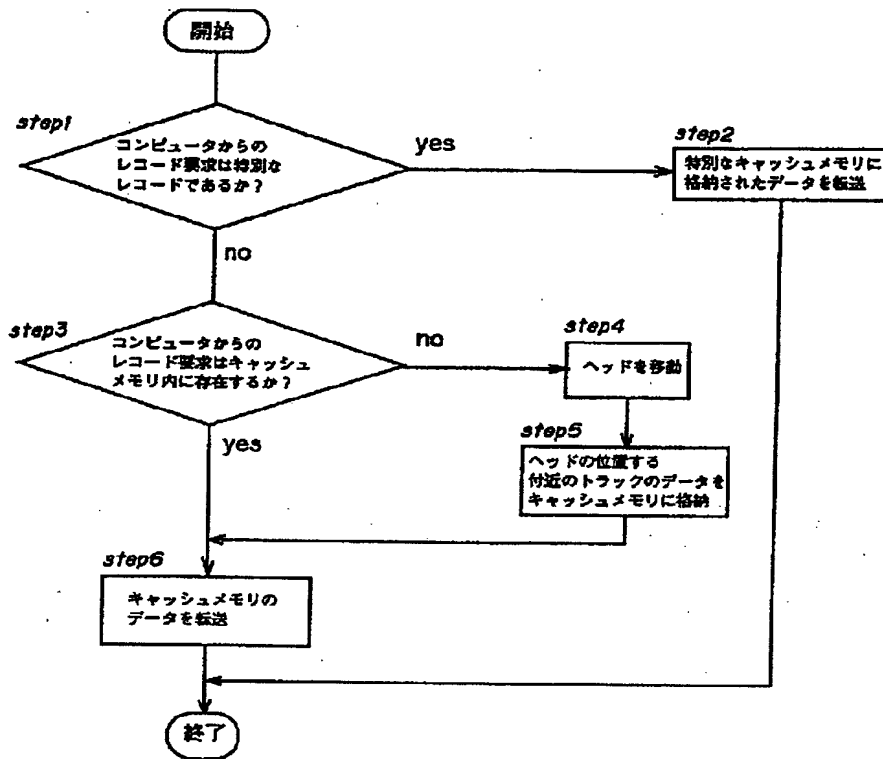 開始
step1
コンピュータからの
レコード要求は特別な
レコードであるか?
yes
step2
特別なキャッシュメモリに
格納されたデータを転送
no
step3
コンピュータからの
レコード要求はキャッシュ
メモリ内に存在するか?
no
step4
ヘッドを移動
yes
step5
ヘッドの位置する
付近のトラックのデータを
キャッシュメモリに格納
step6
キャッシュメモリの
データを転送
終了